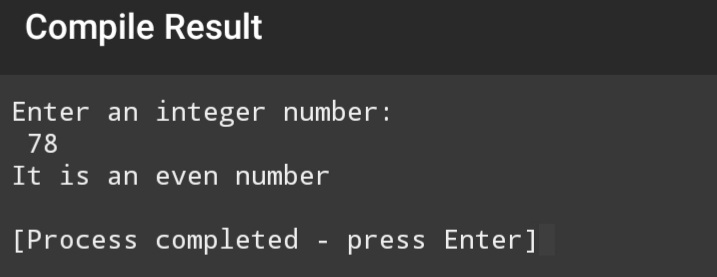 Compile Result
Enter an integer number:
78
It is an even number
[Process completed - press Enter]